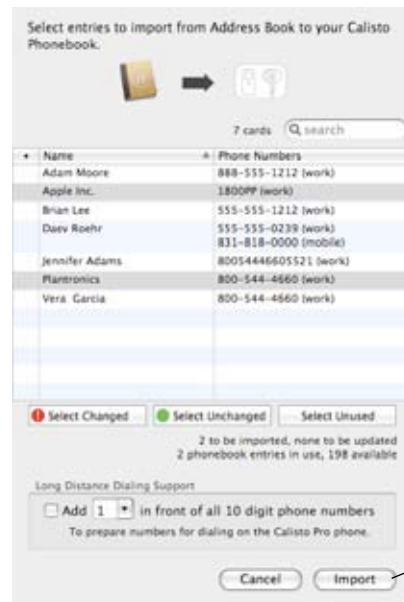 Select entries to import from Address Book to your Calisto
Phonebook.
7 cards search
Name Phone Numbers
Adam Moore 888-555-1212 (work)
Apple Inc. 1800PP (work)
Brian Lee 555-555-1212 (work)
Daev Roehr 555-555-0239 (work)
831-818-0000 (mobile)
Jennifer Adams 80054446605521 (work)
Plantronics 800-544-4660 (work)
Vera Garcia 800-544-4660 (work)
Select Changed Select Unchanged Select Unused
2 to be imported, none to be updated
2 phonebook entries in use, 198 available
Long Distance Dialing Support
Add 1 in front of all 10 digit phone numbers
To prepare numbers for dialing on the Calisto Pro phone.
Cancel Import